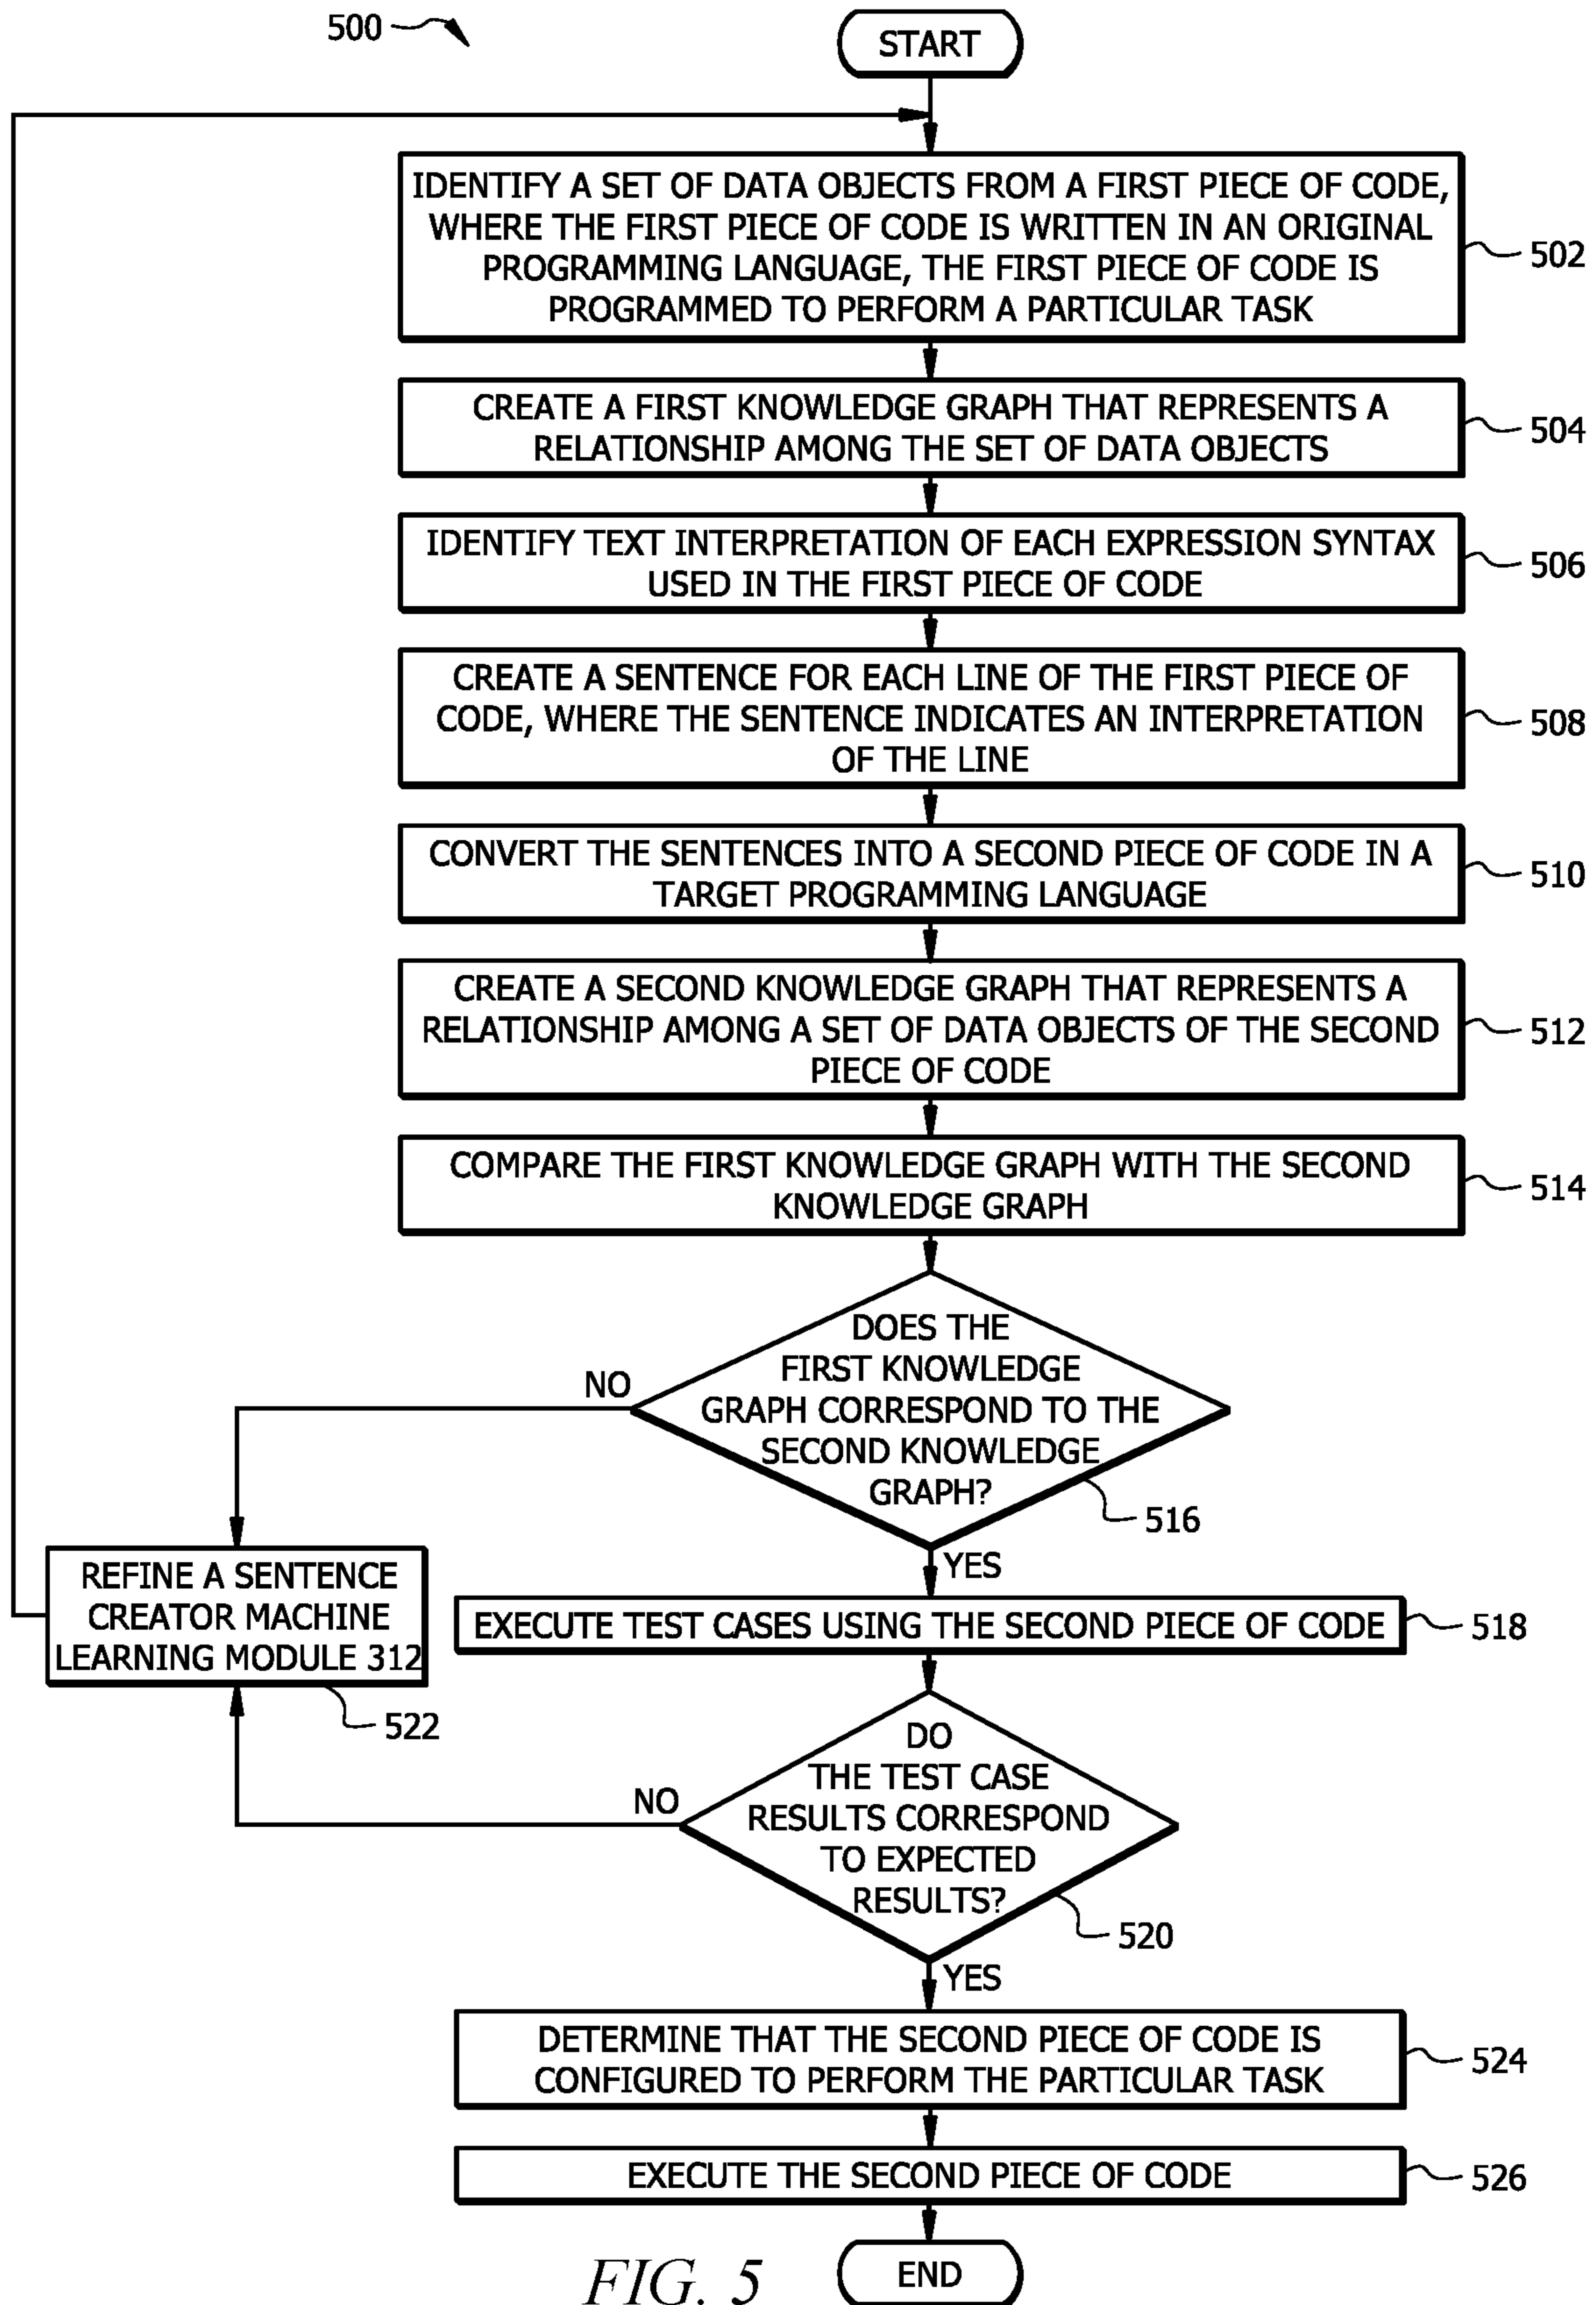 500
START
IDENTIFY A SET OF DATA OBJECTS FROM A FIRST PIECE OF CODE,
WHERE THE FIRST PIECE OF CODE IS WRITTEN IN AN ORIGINAL
PROGRAMMING LANGUAGE, THE FIRST PIECE OF CODE IS
PROGRAMMED TO PERFORM A PARTICULAR TASK
502
CREATE A FIRST KNOWLEDGE GRAPH THAT REPRESENTS A
RELATIONSHIP AMONG THE SET OF DATA OBJECTS
504
IDENTIFY TEXT INTERPRETATION OF EACH EXPRESSION SYNTAX
USED IN THE FIRST PIECE OF CODE
506
CREATE A SENTENCE FOR EACH LINE OF THE FIRST PIECE OF
CODE, WHERE THE SENTENCE INDICATES AN INTERPRETATION
OF THE LINE
508
CONVERT THE SENTENCES INTO A SECOND PIECE OF CODE IN A
TARGET PROGRAMMING LANGUAGE
510
CREATE A SECOND KNOWLEDGE GRAPH THAT REPRESENTS A
RELATIONSHIP AMONG A SET OF DATA OBJECTS OF THE SECOND
PIECE OF CODE
512
COMPARE THE FIRST KNOWLEDGE GRAPH WITH THE SECOND
KNOWLEDGE GRAPH
514
DOES THE
FIRST KNOWLEDGE
GRAPH CORRESPOND TO THE
SECOND KNOWLEDGE
GRAPH?
516
NO
YES
REFINE A SENTENCE
CREATOR MACHINE
LEARNING MODULE 312
522
EXECUTE TEST CASES USING THE SECOND PIECE OF CODE
518
DO
THE TEST CASE
RESULTS CORRESPOND
TO EXPECTED
RESULTS?
520
NO
YES
DETERMINE THAT THE SECOND PIECE OF CODE IS
CONFIGURED TO PERFORM THE PARTICULAR TASK
524
EXECUTE THE SECOND PIECE OF CODE
526
END
FIG. 5